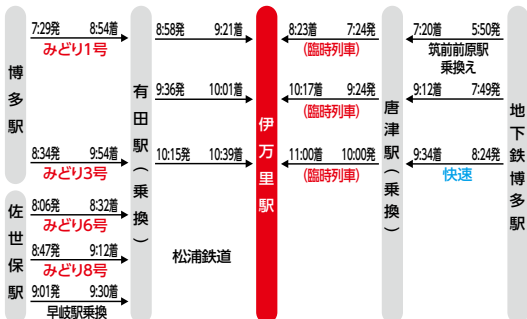 博多駅
佐世保駅
7:29発 8:54着
みどり1号
8:34発 9:54着
みどり3号
8:06発 8:32着
みどり6号
8:47発 9:12着
みどり8号
9:01発 9:30着
早岐駅乗換
有田駅（乗換）
8:58発 9:21着
9:36発 10:01着
10:15発 10:39着
松浦鉄道
伊万里駅
8:23着 7:24発
(臨時列車)
10:17着 9:24発
(臨時列車)
11:00着 10:00発
(臨時列車)
唐津駅（乗換）
7:20着 5:50発
筑前前原駅
乗換え
9:12着 7:49発
9:34着 8:24発
快速
地下鉄博多駅